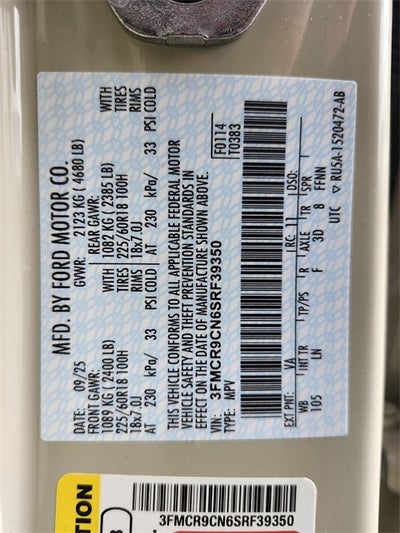 MFD. BY FORD MOTOR CO.
DATE: 09/25 GVWR: 2123 KG ( 4680 LB)
FRONT GAWR: REAR GAWR:
1089 KG ( 2400 LB) WITH 1082 KG ( 2385 LB) WITH
225/60R18 100H TIRES 225/60R18 100H TIRES
18x7.0J RIMS 18x7.0J RIMS
AT 230 kPa/ 33 PSI COLD AT 230 kPa/ 33 PSI COLD
THIS VEHICLE CONFORMS TO ALL APPLICABLE FEDERAL MOTOR
VEHICLE SAFETY AND THEFT PREVENTION STANDARDS IN
EFFECT ON THE DATE OF MANUFACTURE SHOWN ABOVE.
VIN: 3FMCR9CN6SRF39350
TYPE: MPV
F0114
T0383
EXT PNT: VA RC: 11 DSO:
WB INT TR TP/PS R AXLE TR SPR
105 LN F 3D 8 FFNN
UTC ▽ RU5A-1520472-AB
TION
3FMCR9CN6SRF39350